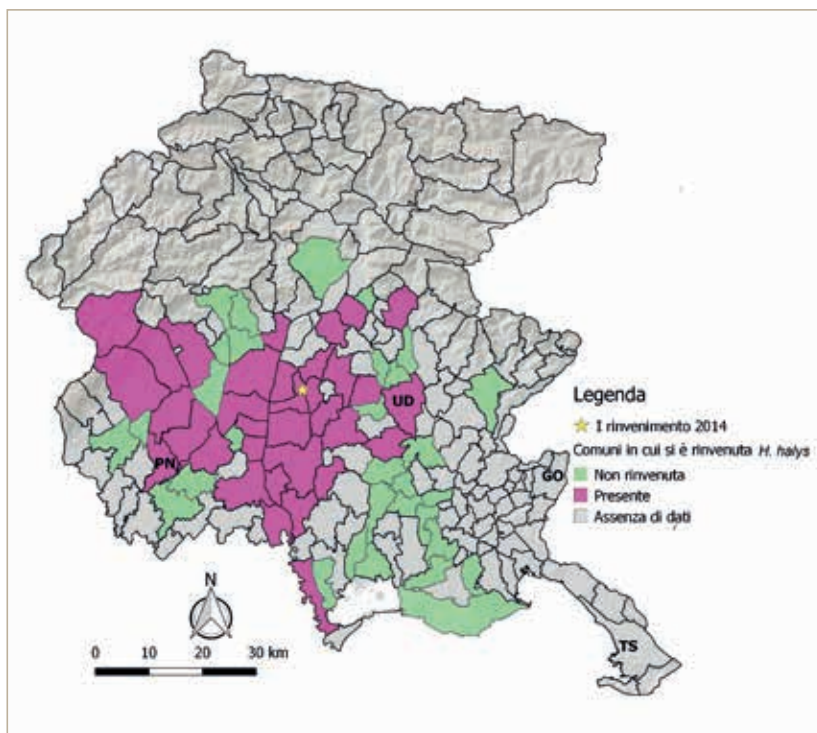 UD
PN
GO
TS
Legenda
I rinvenimento 2014
Comuni in cui si è rinvenuta H. halys
Non rinvenuta
Presente
Assenza di dati
N
0 10 20 30 km